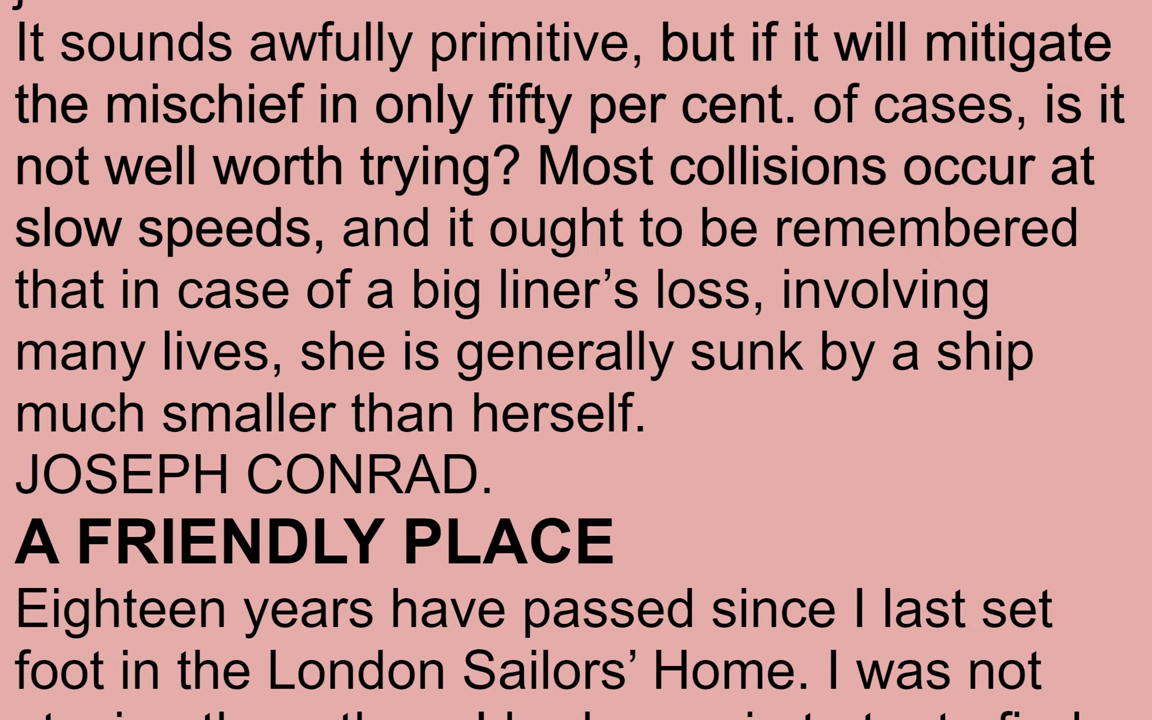 It sounds awfully primitive, but if it will mitigate
the mischief in only fifty per cent. of cases, is it
not well worth trying? Most collisions occur at
slow speeds, and it ought to be remembered
that in case of a big liner’s loss, involving
many lives, she is generally sunk by a ship
much smaller than herself.
JOSEPH CONRAD.
A FRIENDLY PLACE
Eighteen years have passed since I last set
foot in the London Sailors’ Home. I was not